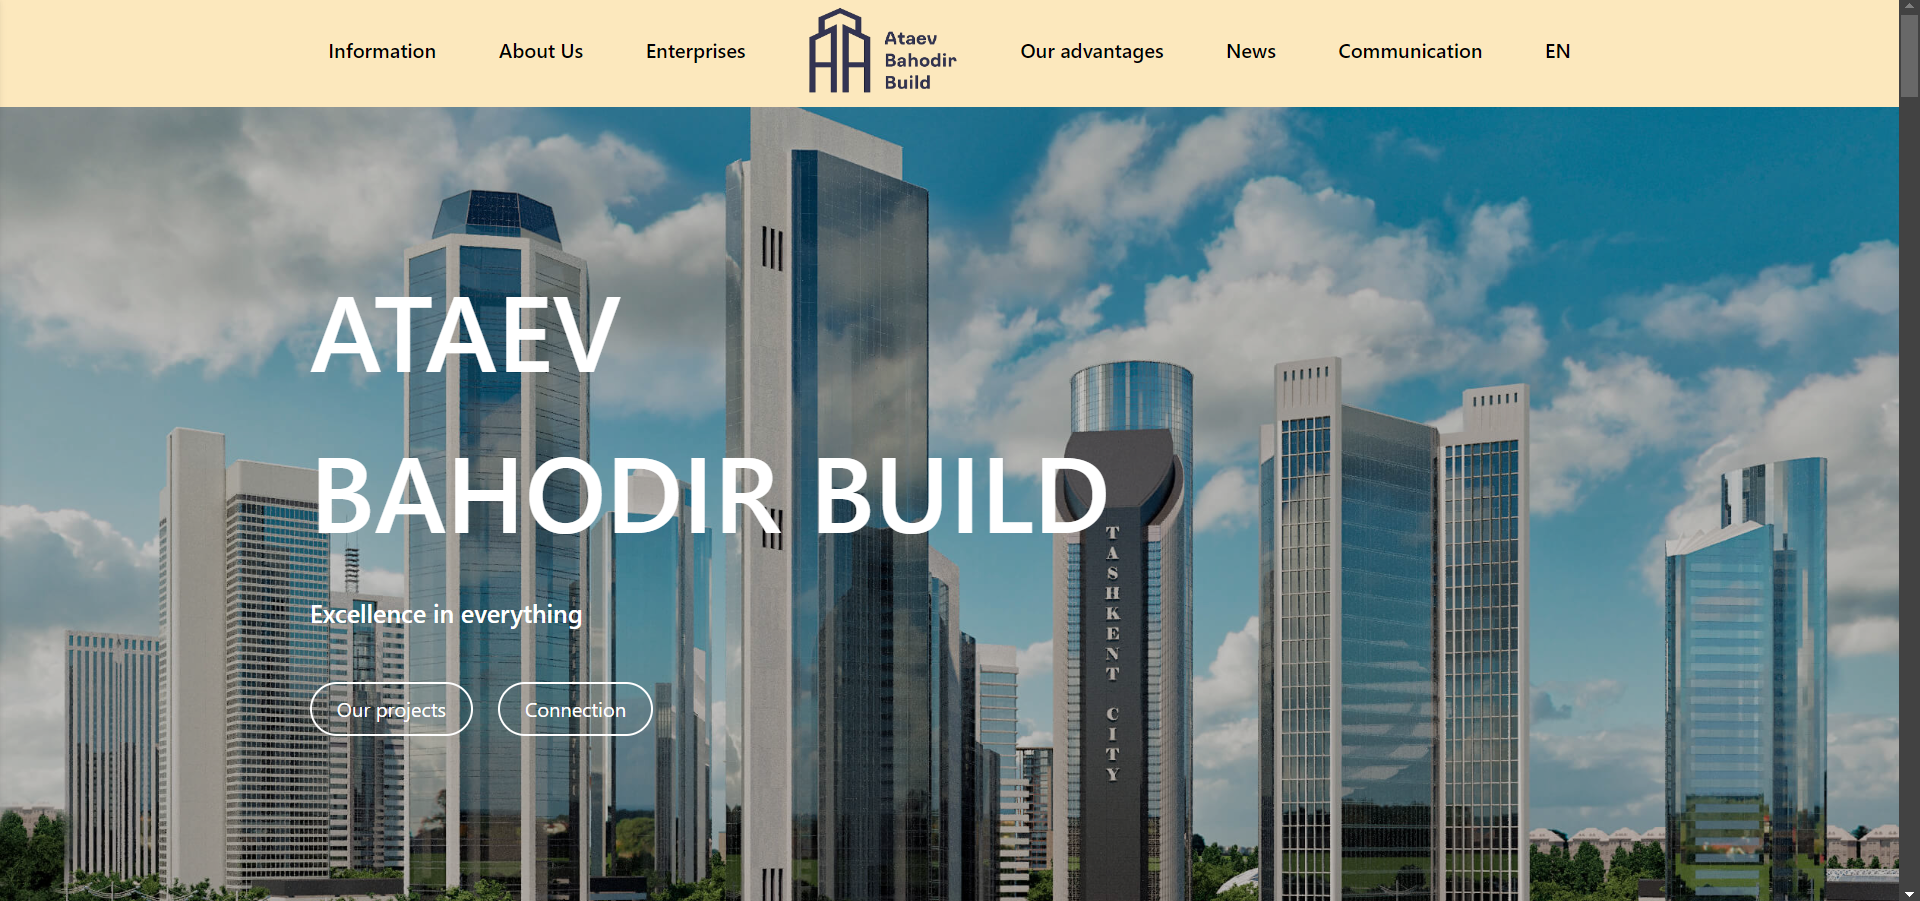 Information
About Us
Enterprises
Ataev
Bahodir
Build
Our advantages
News
Communication
EN
ATAEV
BAHODIR BUILD
Excellence in everything
Our projects
Connection
TASHKENT CITY